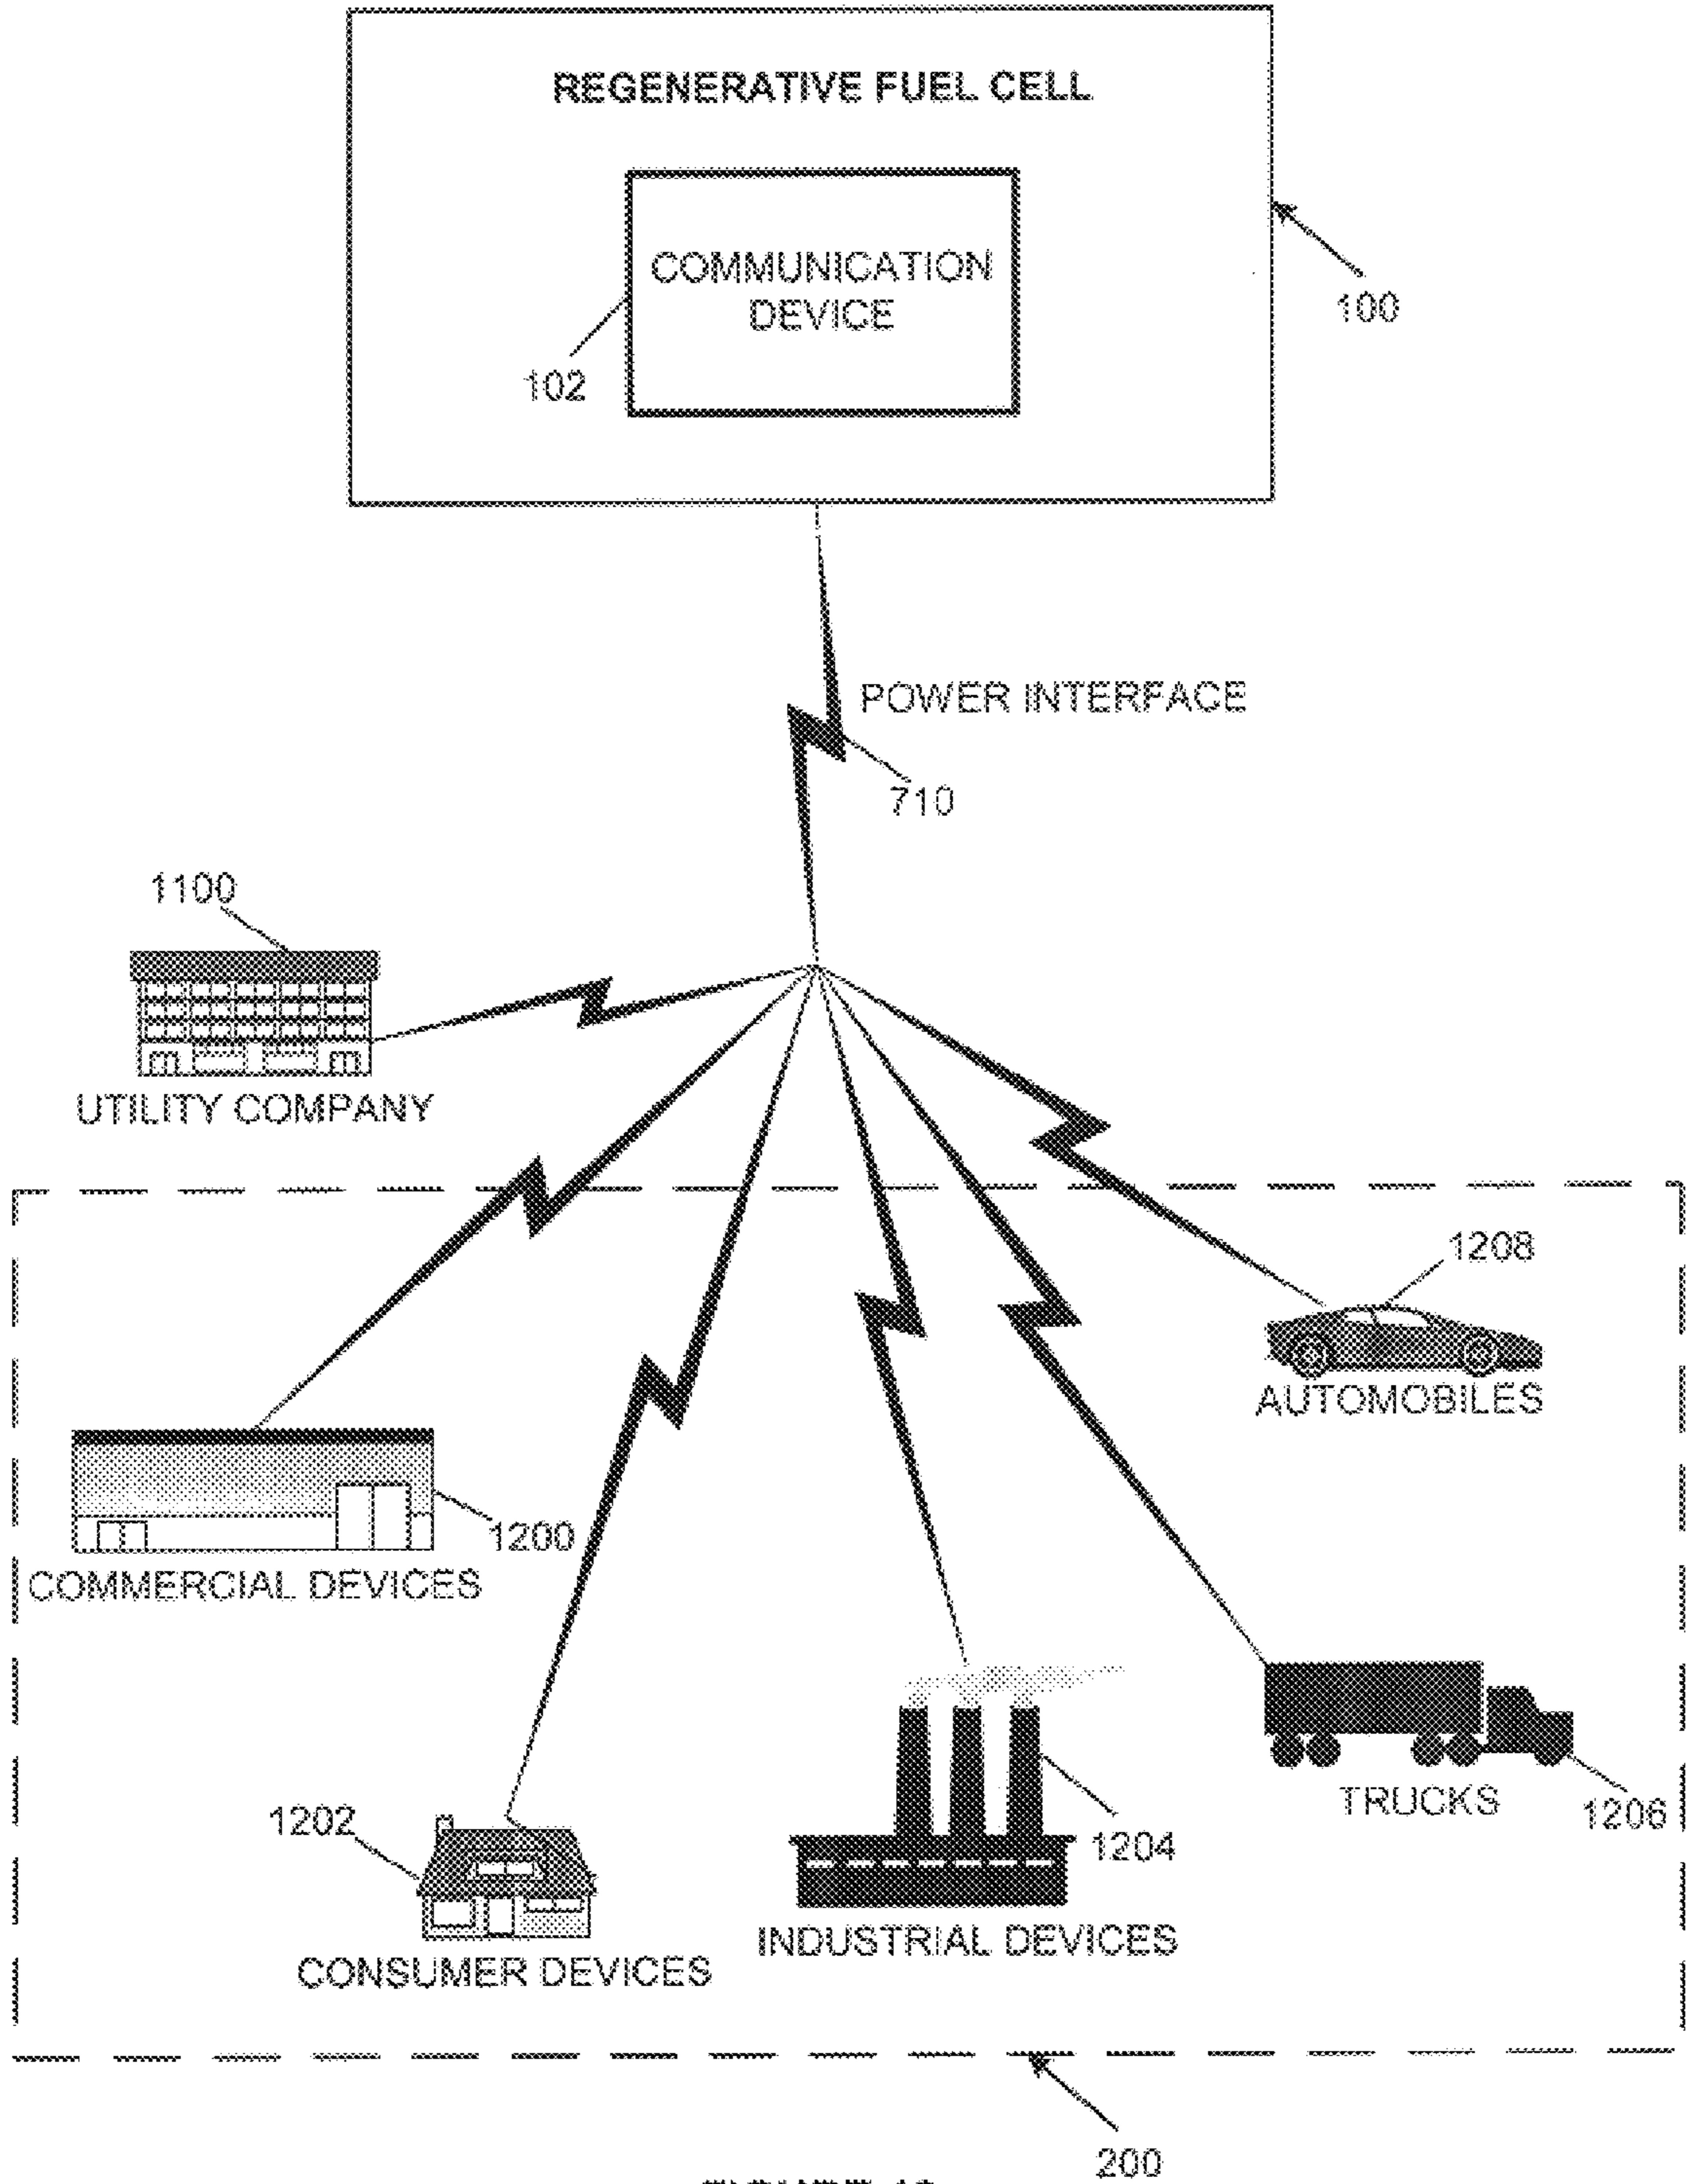 REGENERATIVE FUEL CELL
COMMUNICATION
DEVICE
100
102
POWER INTERFACE
710
1100
UTILITY COMPANY
1208
AUTOMOBILES
1200
COMMERCIAL DEVICES
1202
CONSUMER DEVICES
1204
INDUSTRIAL DEVICES
TRUCKS
1206
200